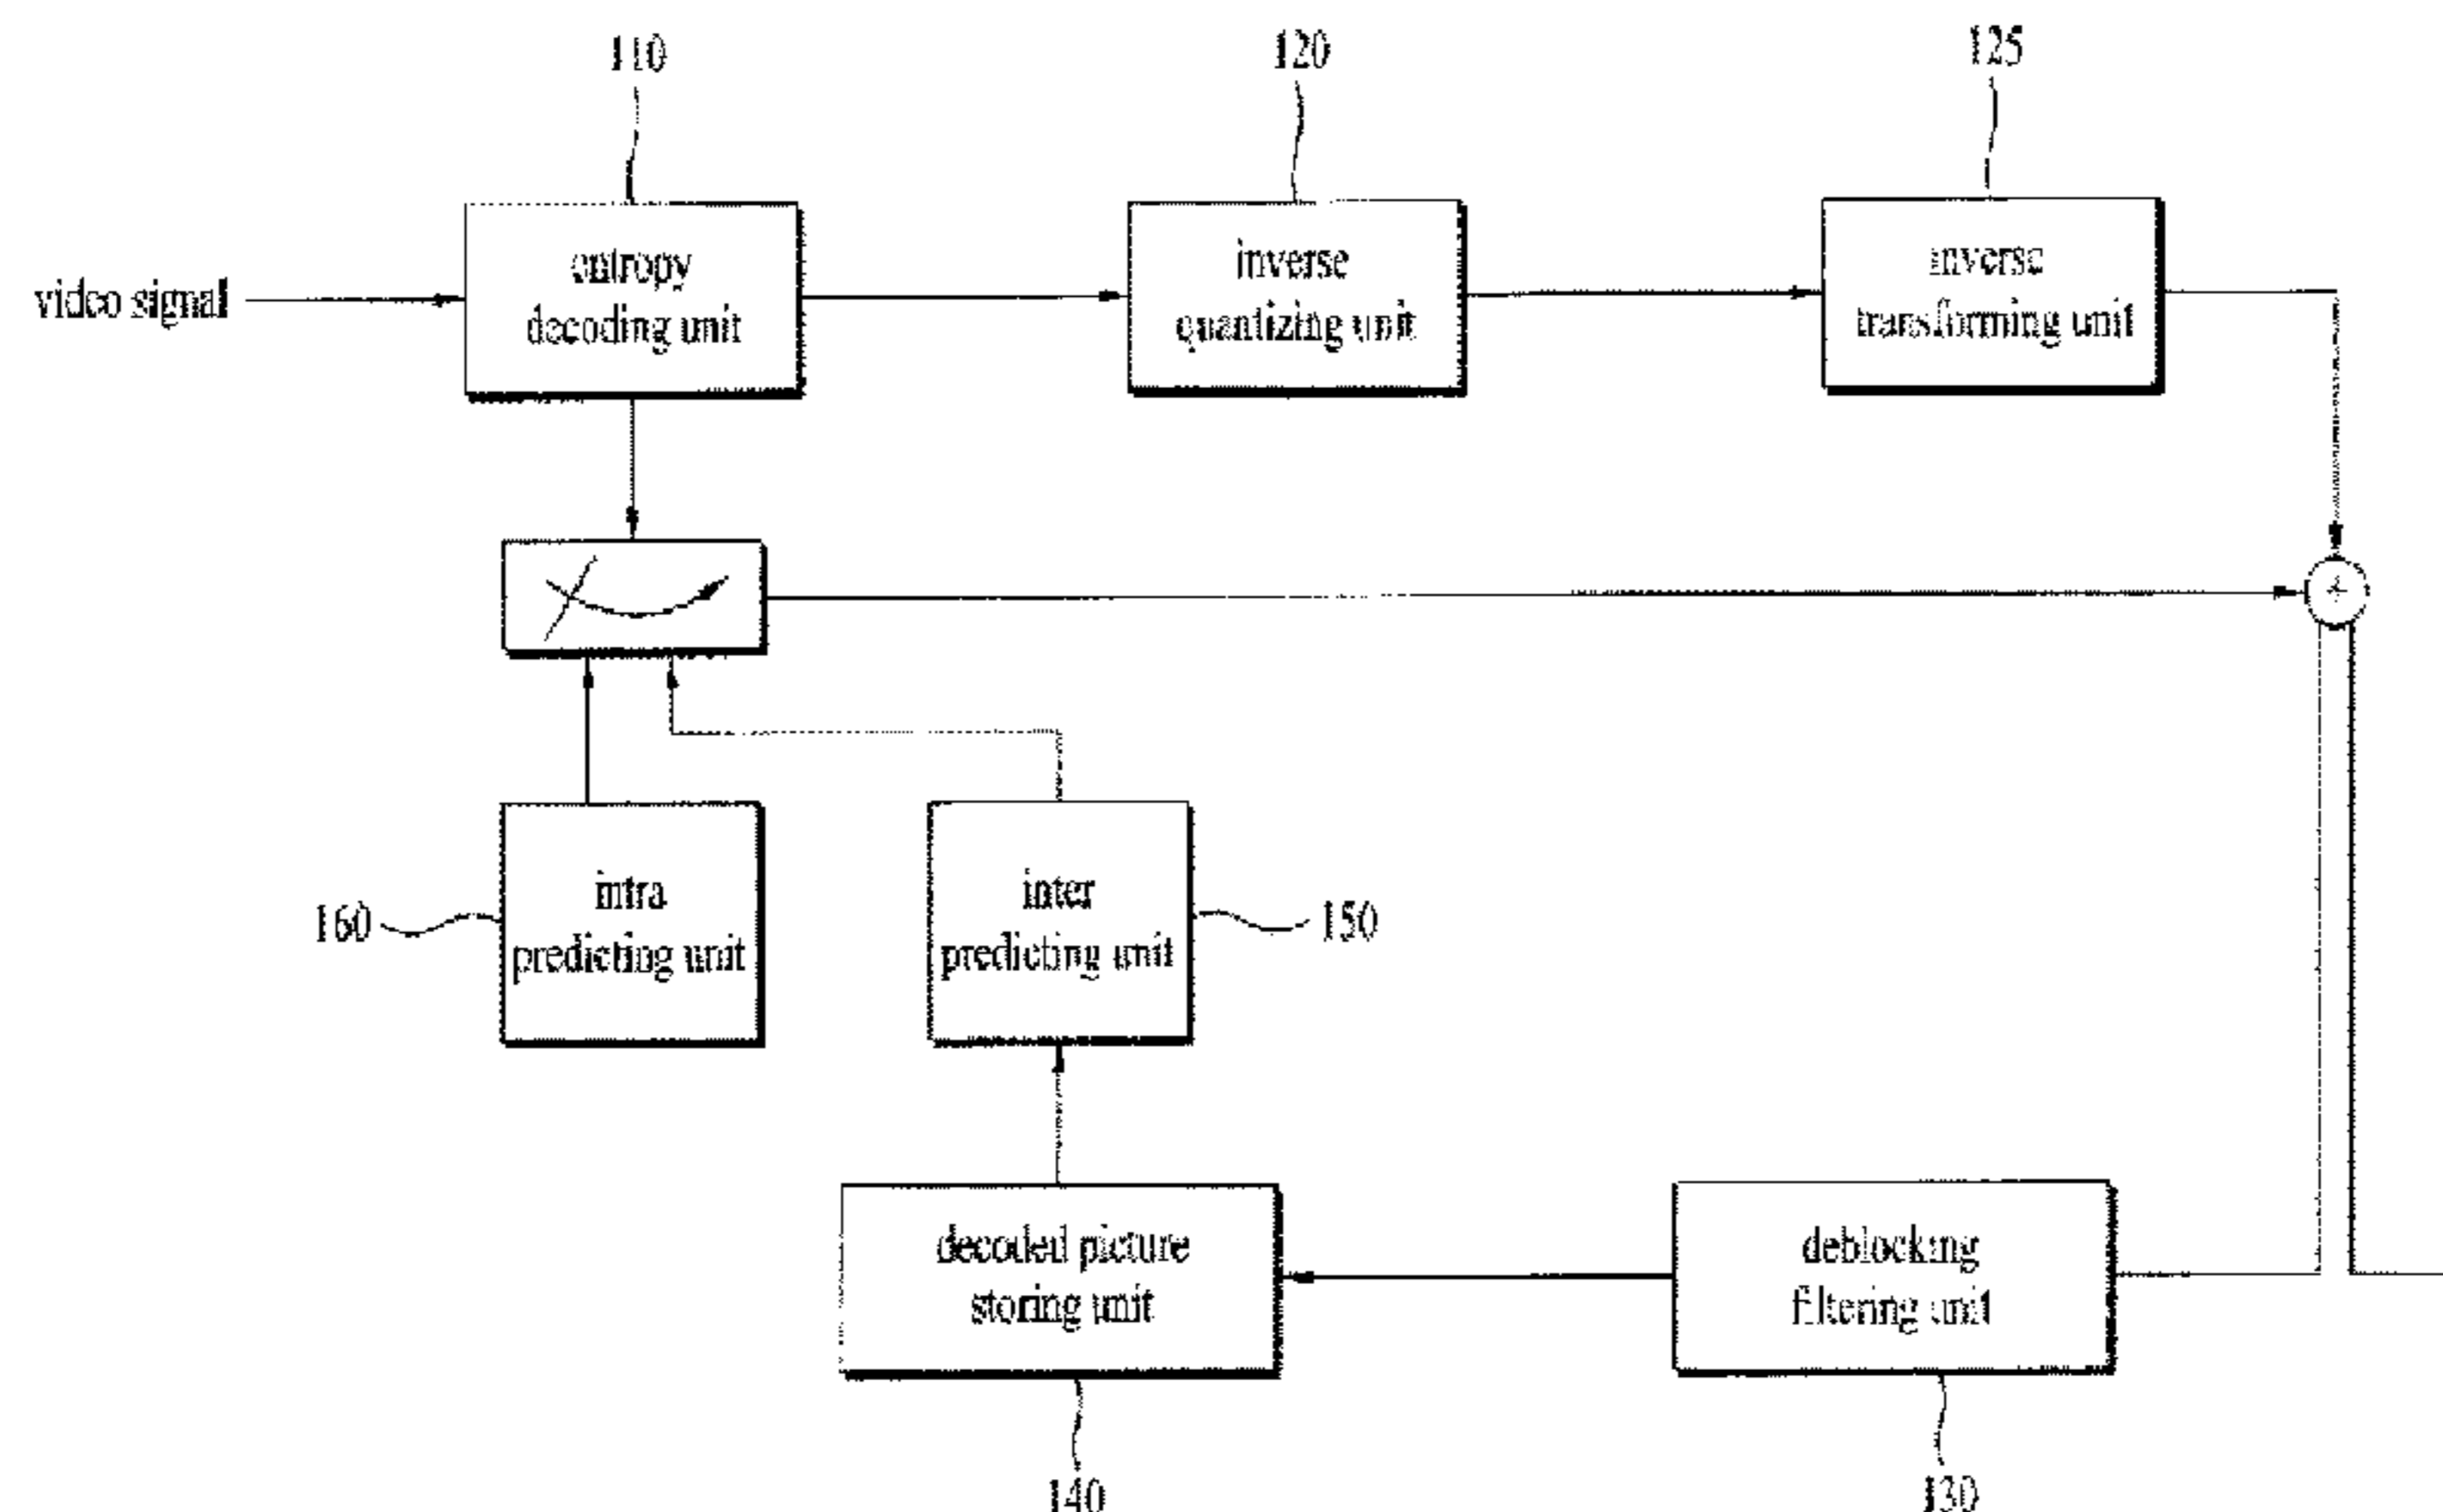 110
120
125
video signal
entropy
decoding unit
inverse
quantizing unit
inverse
transforming unit
+
160
intra
predicting unit
inter
predicting unit
150
decoded picture
storing unit
deblocking
filtering unit
140
130